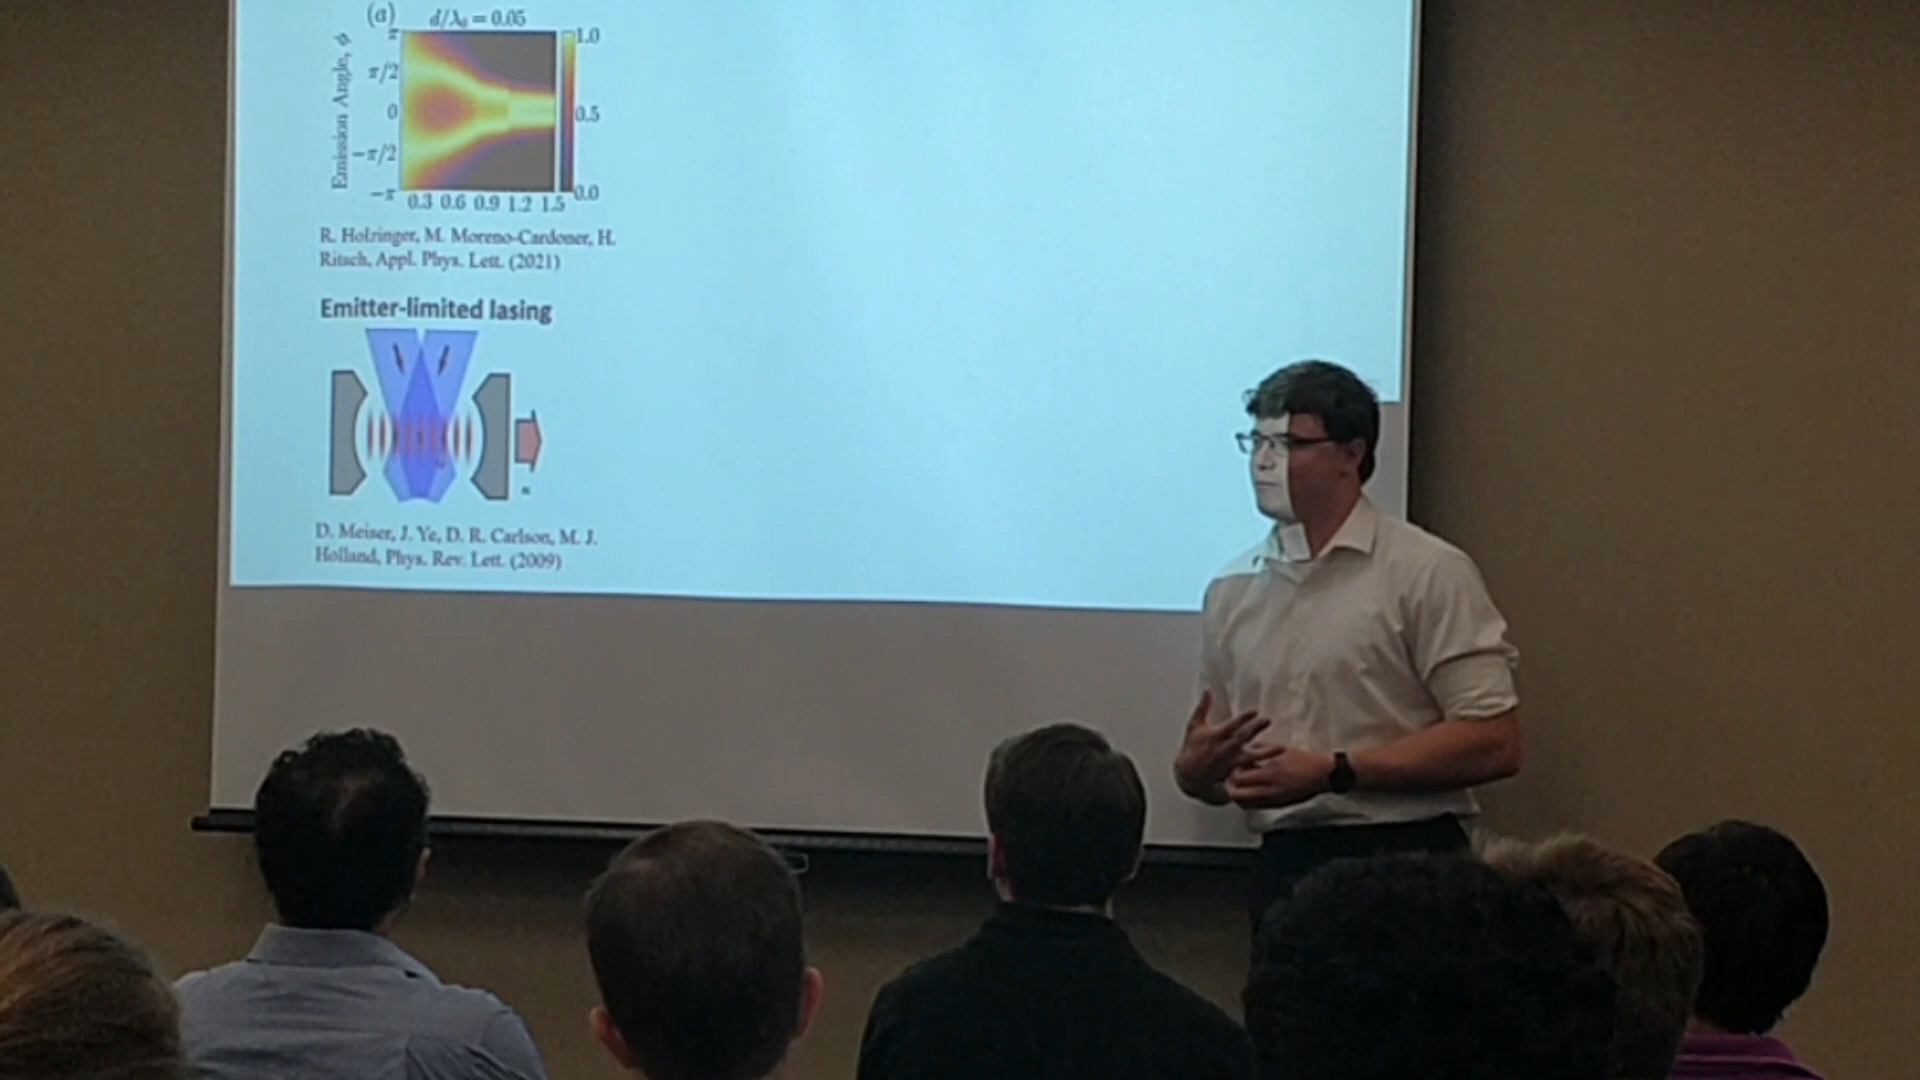 (a) d/λ₀ = 0.05
Emission Angle, ϕ
π
π/2
0
−π/2
−π
1.0
0.5
0.0
0.3 0.6 0.9 1.2 1.5
R. Holzinger, M. Moreno-Cardoner, H.
Ritsch, Appl. Phys. Lett. (2021)
Emitter-limited lasing
κ
D. Meiser, J. Ye, D. R. Carlson, M. J.
Holland, Phys. Rev. Lett. (2009)